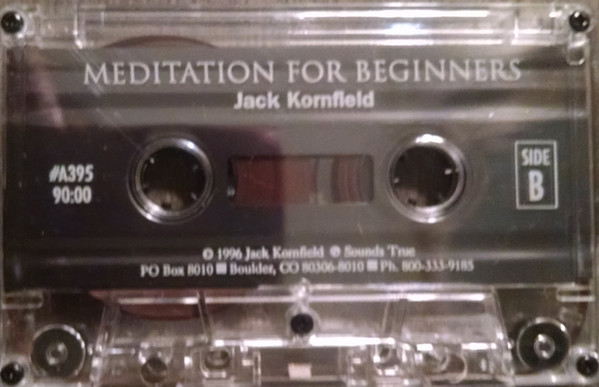 MEDITATION FOR BEGINNERS
Jack Kornfield
#A395
90:00
SIDE
B
© 1996 Jack Kornfield ℗ Sounds True
PO Box 8010 ■ Boulder, CO 80306-8010 ■ Ph. 800-333-9185